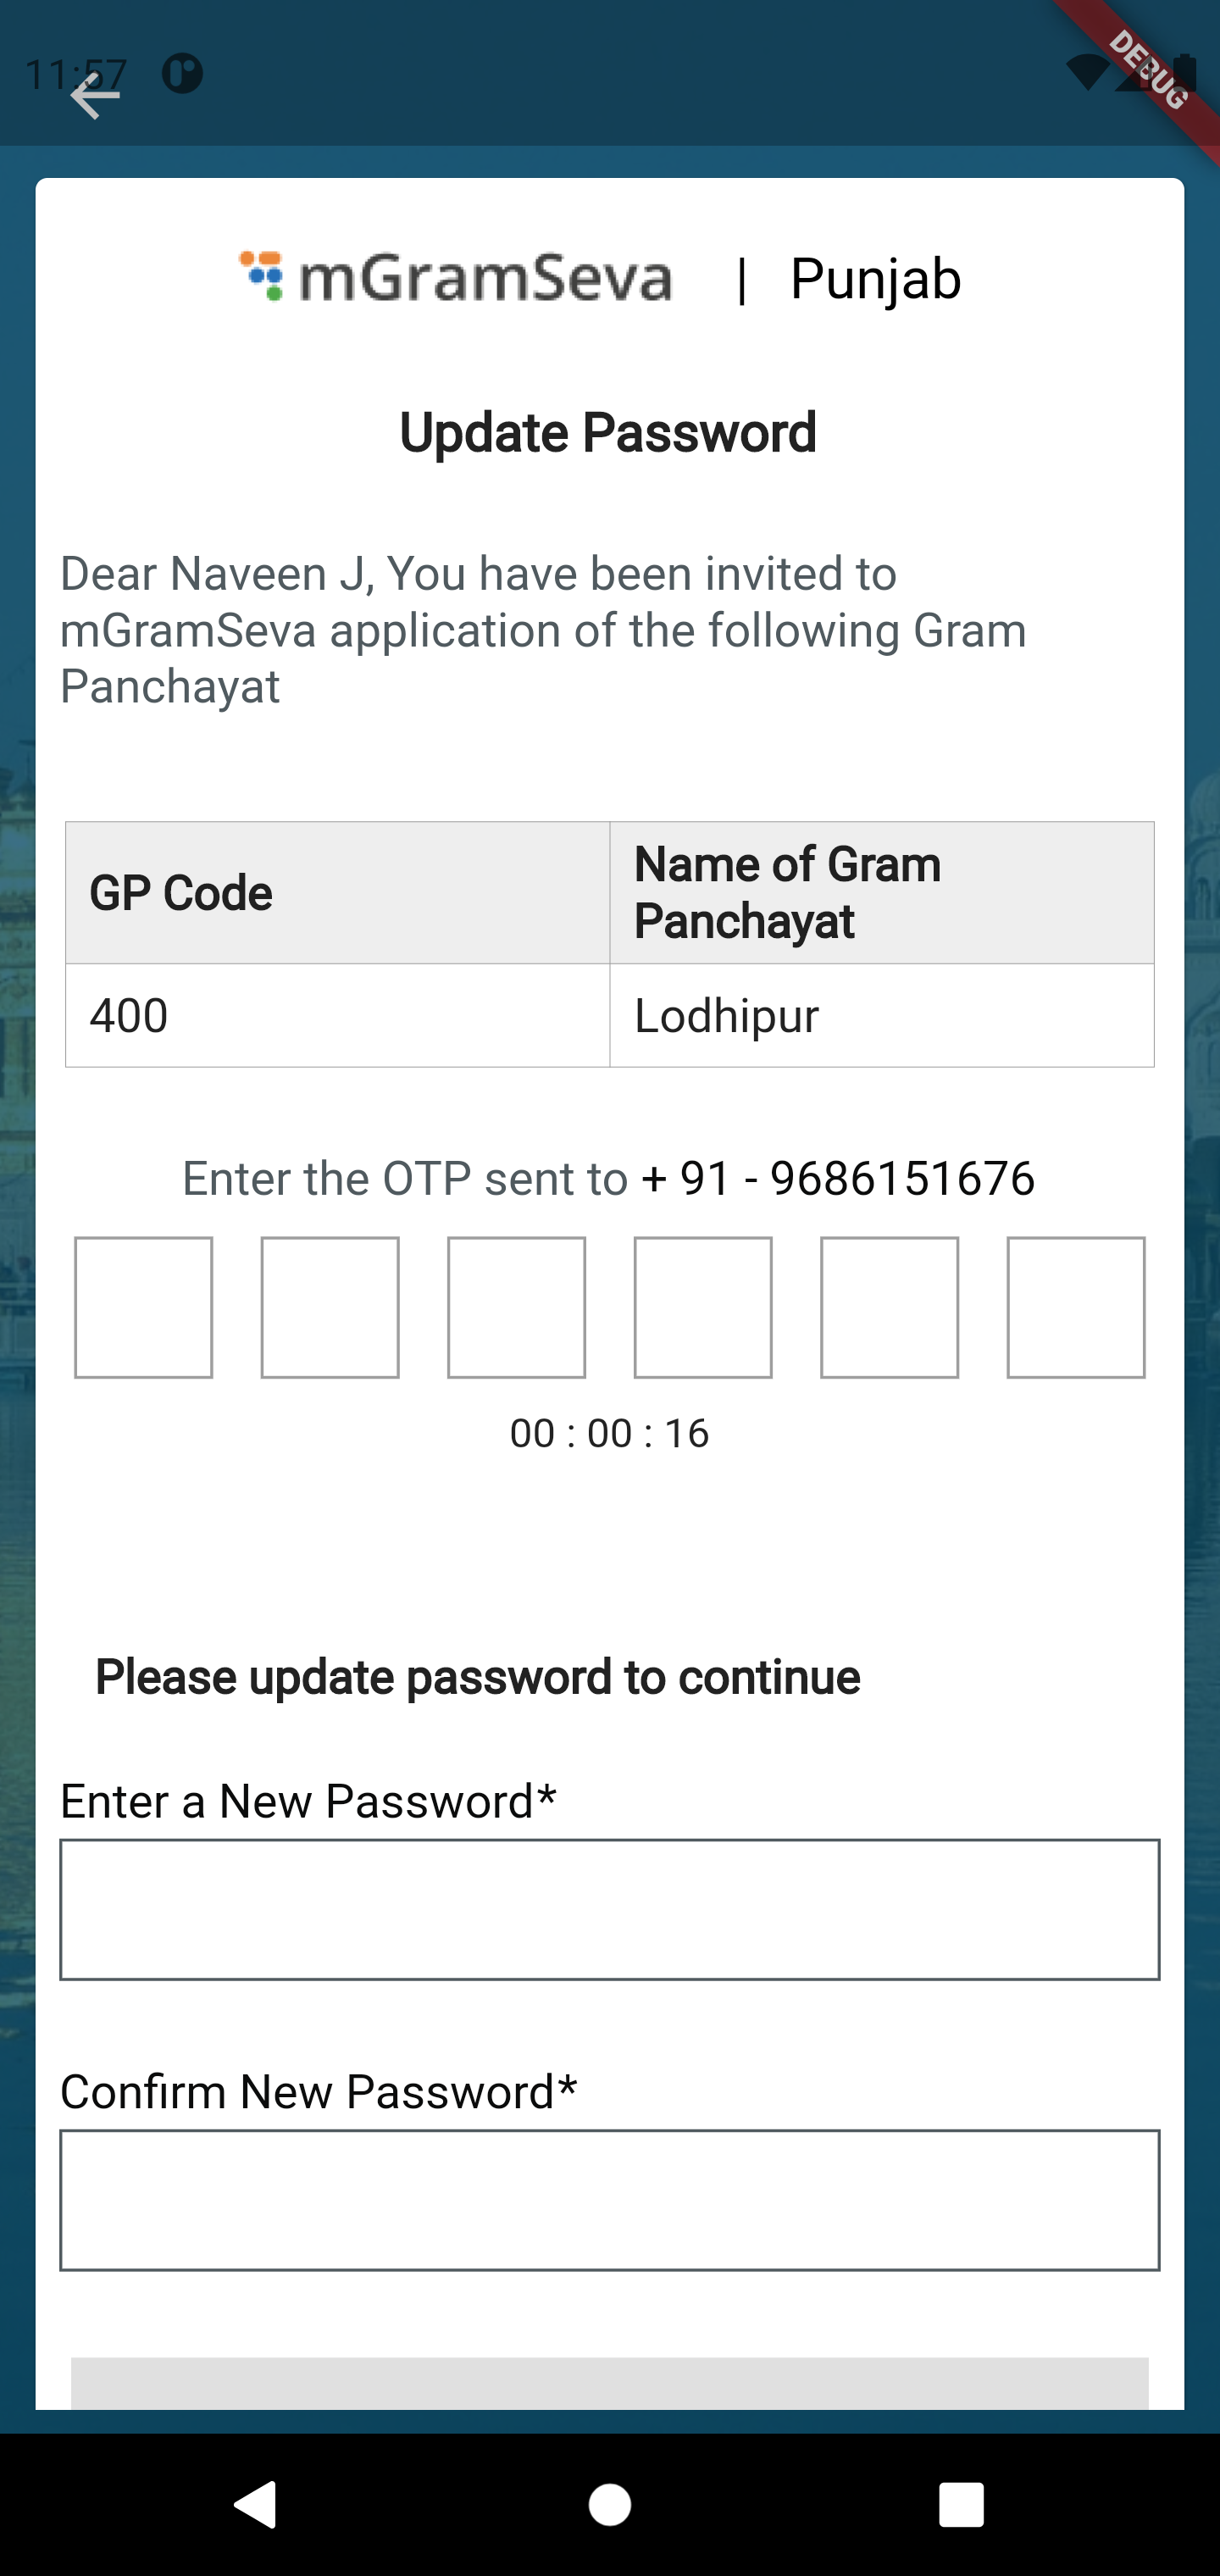 11:57
DEBUG
mGramSeva | Punjab
Update Password
Dear Naveen J, You have been invited to
mGramSeva application of the following Gram
Panchayat
GP Code
Name of Gram
Panchayat
400
Lodhipur
Enter the OTP sent to + 91 - 9686151676
00 : 00 : 16
Please update password to continue
Enter a New Password*
Confirm New Password*